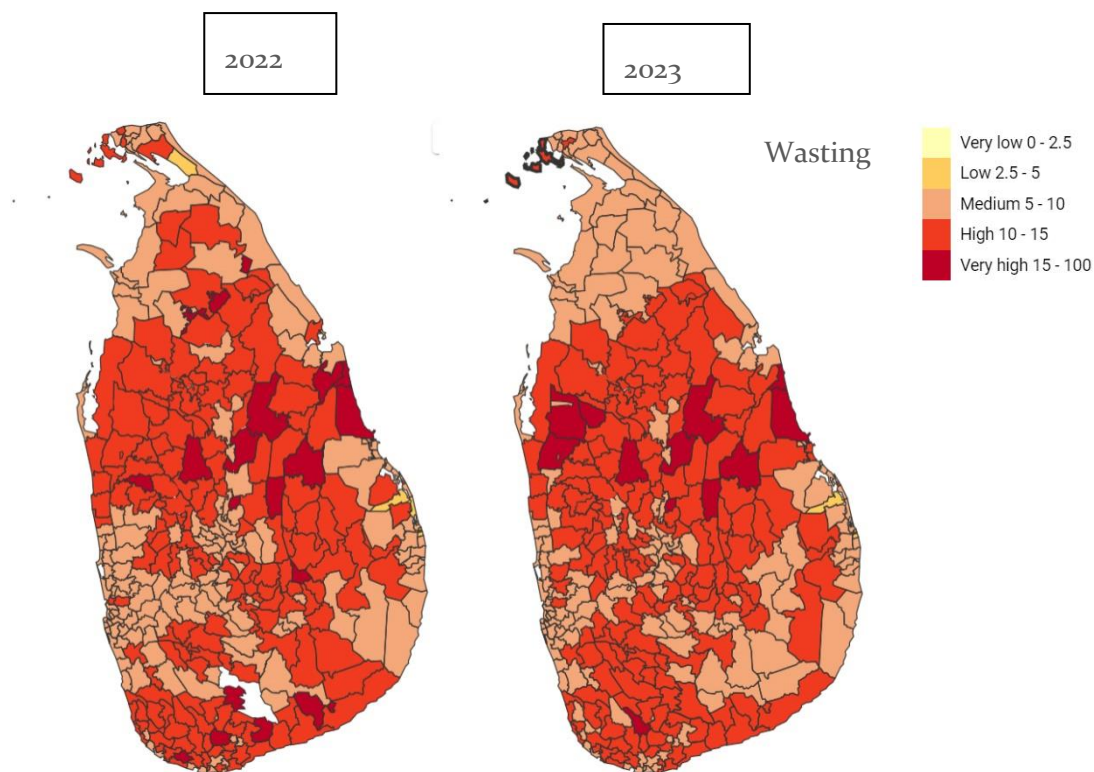 2022
2023
Wasting
Very low 0 - 2.5
Low 2.5 - 5
Medium 5 - 10
High 10 - 15
Very high 15 - 100